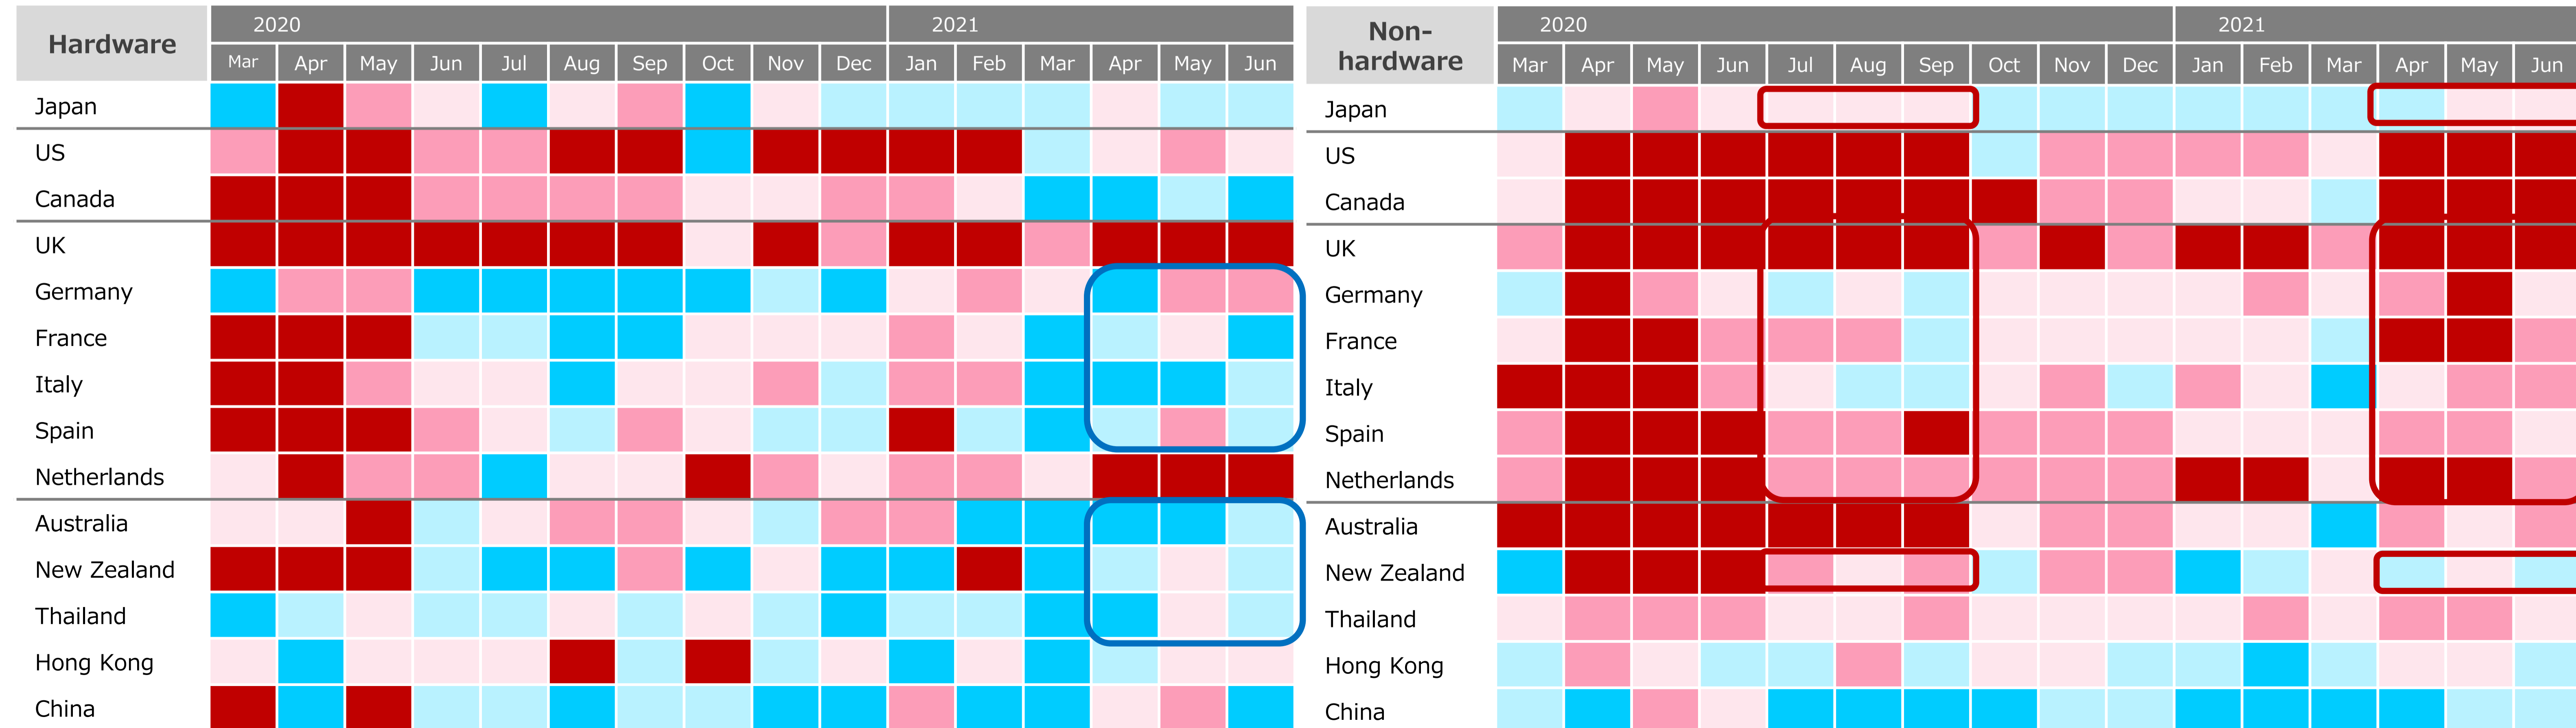 Hardware
2020 2021
Mar Apr May Jun Jul Aug Sep Oct Nov Dec Jan Feb Mar Apr May Jun
Japan
US
Canada
UK
Germany
France
Italy
Spain
Netherlands
Australia
New Zealand
Thailand
Hong Kong
China
Non-
hardware
2020 2021
Mar Apr May Jun Jul Aug Sep Oct Nov Dec Jan Feb Mar Apr May Jun
Japan
US
Canada
UK
Germany
France
Italy
Spain
Netherlands
Australia
New Zealand
Thailand
Hong Kong
China